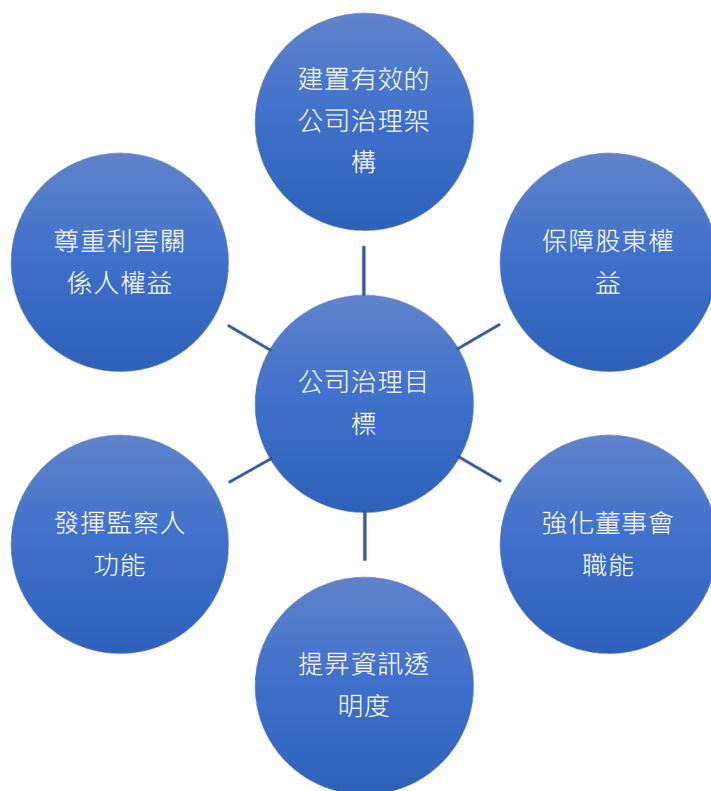 建置有效的
公司治理架
構
尊重利害關
係人權益
保障股東權
益
公司治理目
標
發揮監察人
功能
強化董事會
職能
提昇資訊透
明度